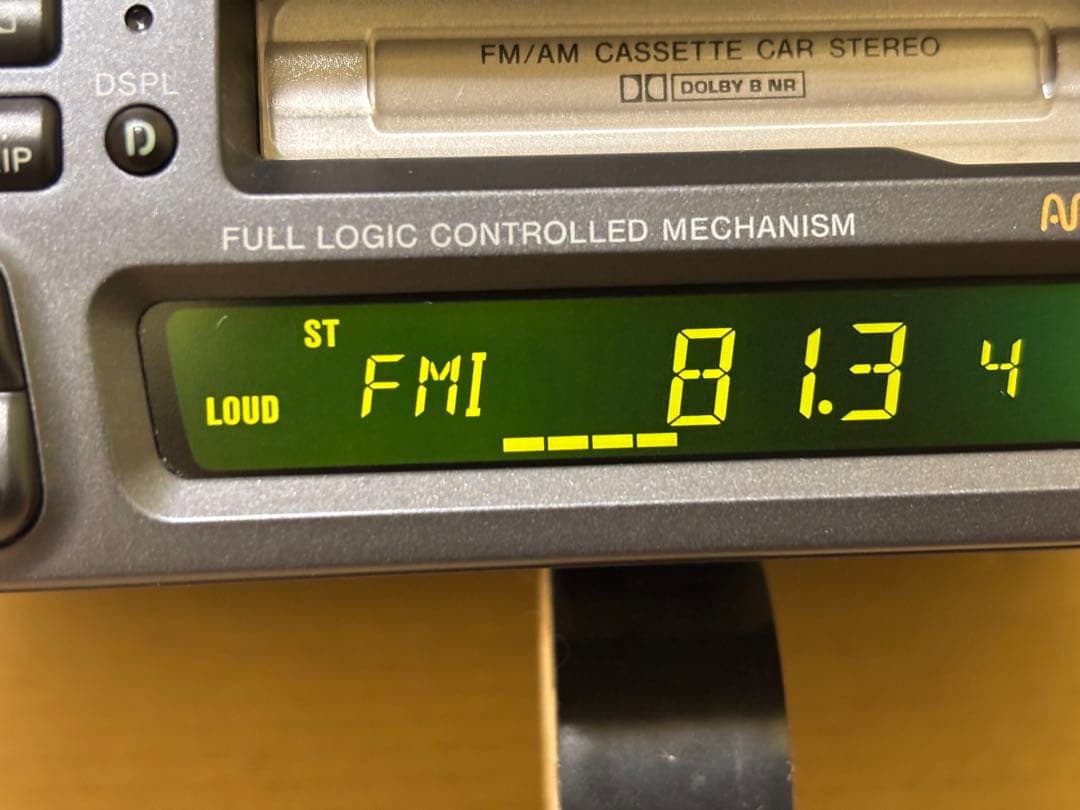 FM/AM CASSETTE CAR STEREO
DOLBY B NR
DSPL
D
FULL LOGIC CONTROLLED MECHANISM
ST
LOUD
FMI 81.3 4